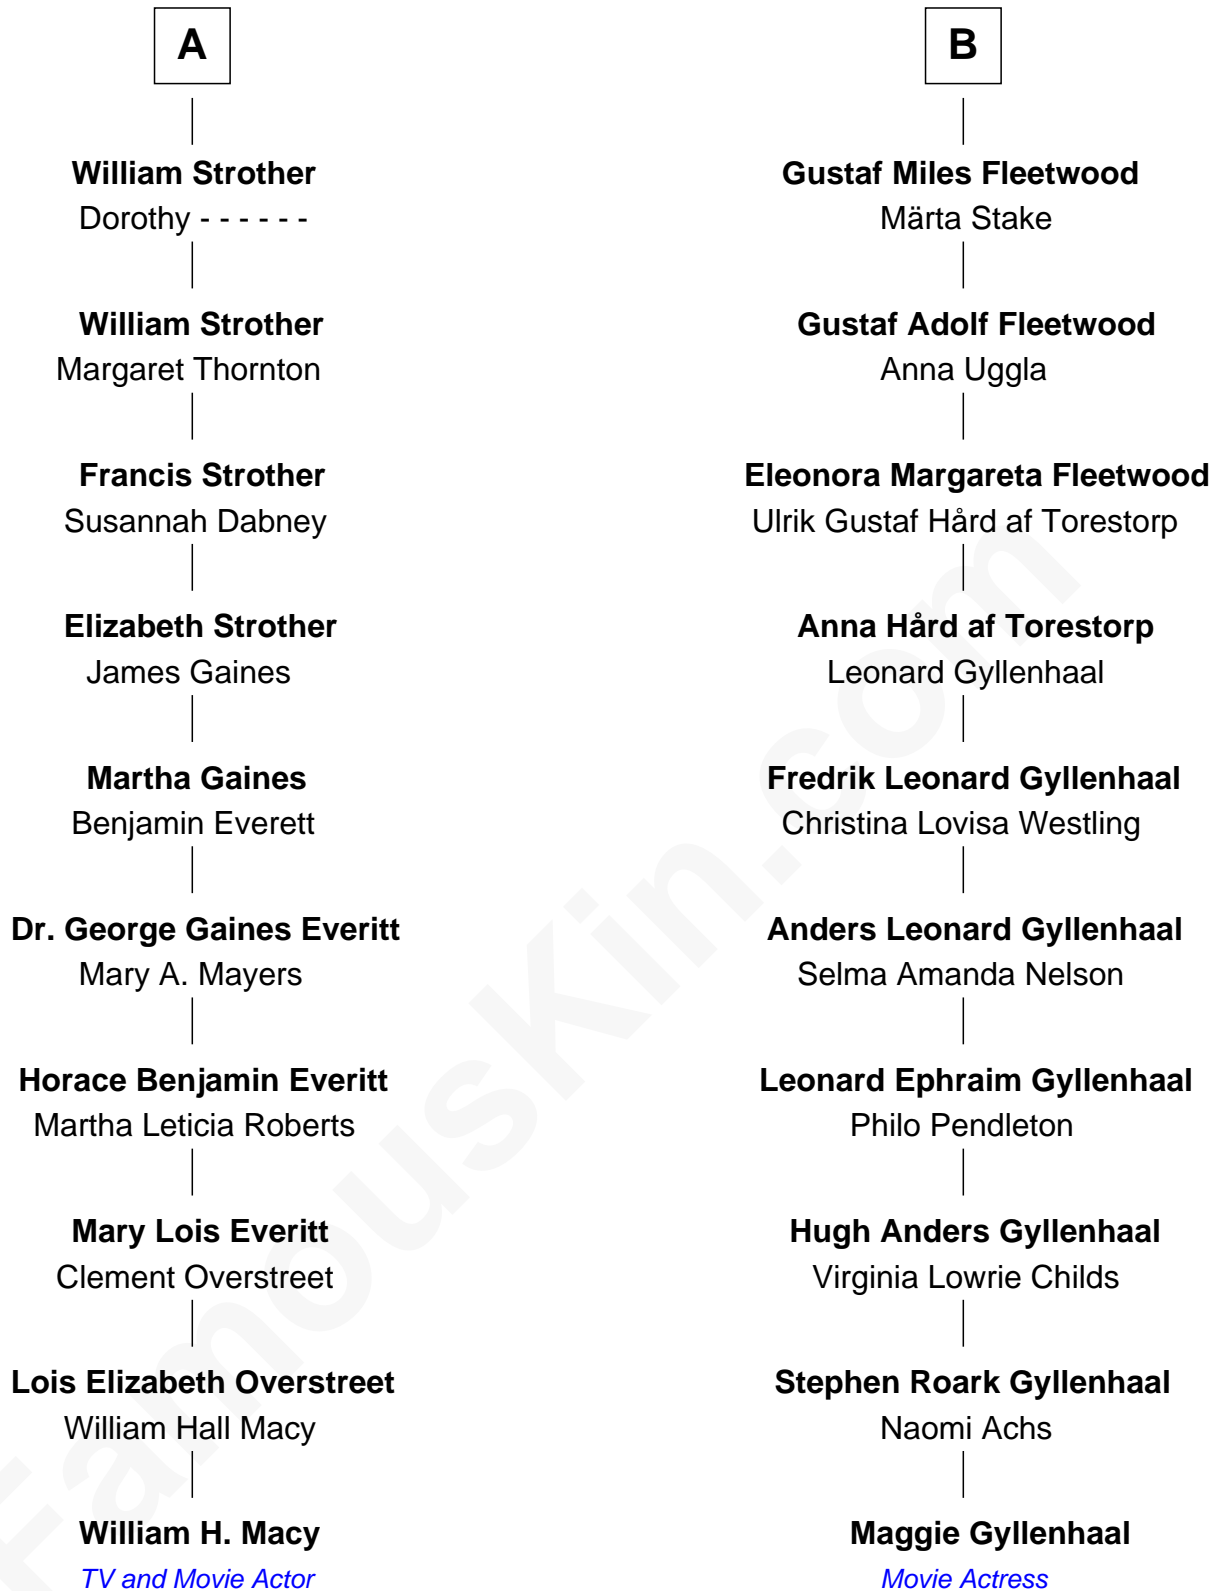 A
William Strother
Dorothy - - - - - -
William Strother
Margaret Thornton
Francis Strother
Susannah Dabney
Elizabeth Strother
James Gaines
Martha Gaines
Benjamin Everett
Dr. George Gaines Everitt
Mary A. Mayers
Horace Benjamin Everitt
Martha Leticia Roberts
Mary Lois Everitt
Clement Overstreet
Lois Elizabeth Overstreet
William Hall Macy
William H. Macy
TV and Movie Actor
B
Gustaf Miles Fleetwood
Märta Stake
Gustaf Adolf Fleetwood
Anna Uggla
Eleonora Margareta Fleetwood
Ulrik Gustaf Hård af Torestorp
Anna Hård af Torestorp
Leonard Gyllenhaal
Fredrik Leonard Gyllenhaal
Christina Lovisa Westling
Anders Leonard Gyllenhaal
Selma Amanda Nelson
Leonard Ephraim Gyllenhaal
Philo Pendleton
Hugh Anders Gyllenhaal
Virginia Lowrie Childs
Stephen Roark Gyllenhaal
Naomi Achs
Maggie Gyllenhaal
Movie Actress
FamousKin.com